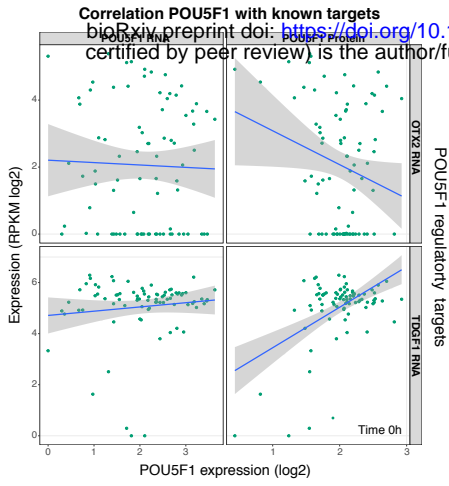 Correlation POU5F1 with known targets
bioRxiv preprint doi: https://doi.org/10.1
certified by peer review) is the author/fu
POU5F1 RNA
POU5F1 Protein
Expression (RPKM log2)
4
2
0
6
4
2
0
OTX2 RNA
TDGF1 RNA
POU5F1 regulatorty targets
Time 0h
0
1
2
3
0
1
2
3
POU5F1 expression (log2)